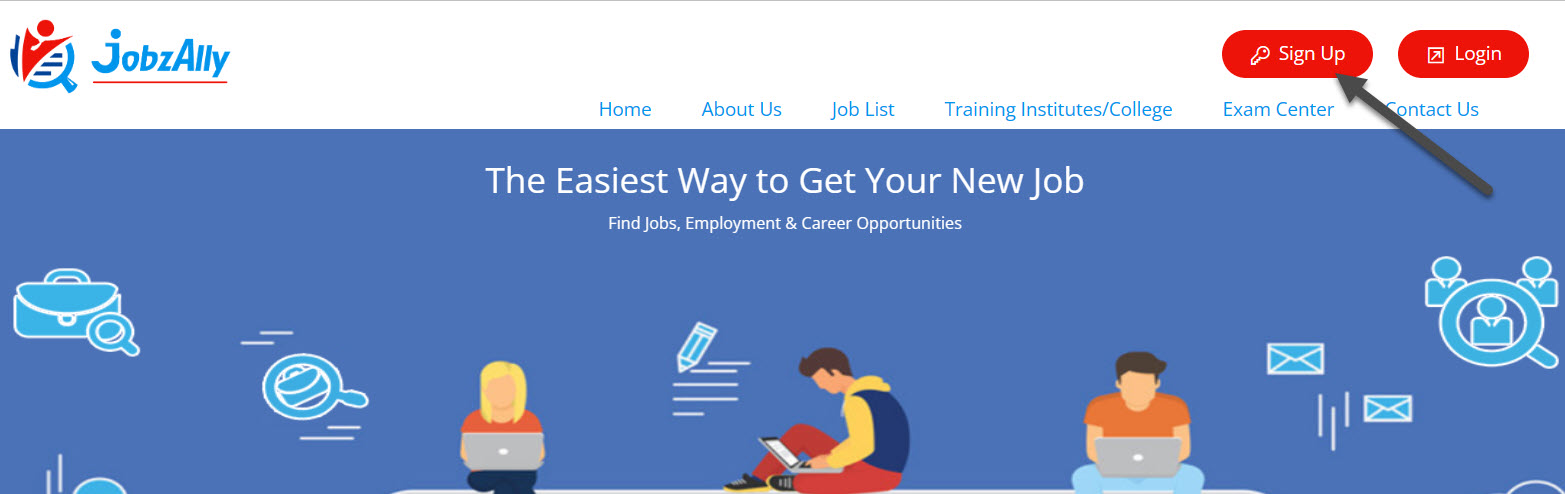 JobzAlly
Sign Up
Login
Home
About Us
Job List
Training Institutes/College
Exam Center
Contact Us
The Easiest Way to Get Your New Job
Find Jobs, Employment & Career Opportunities